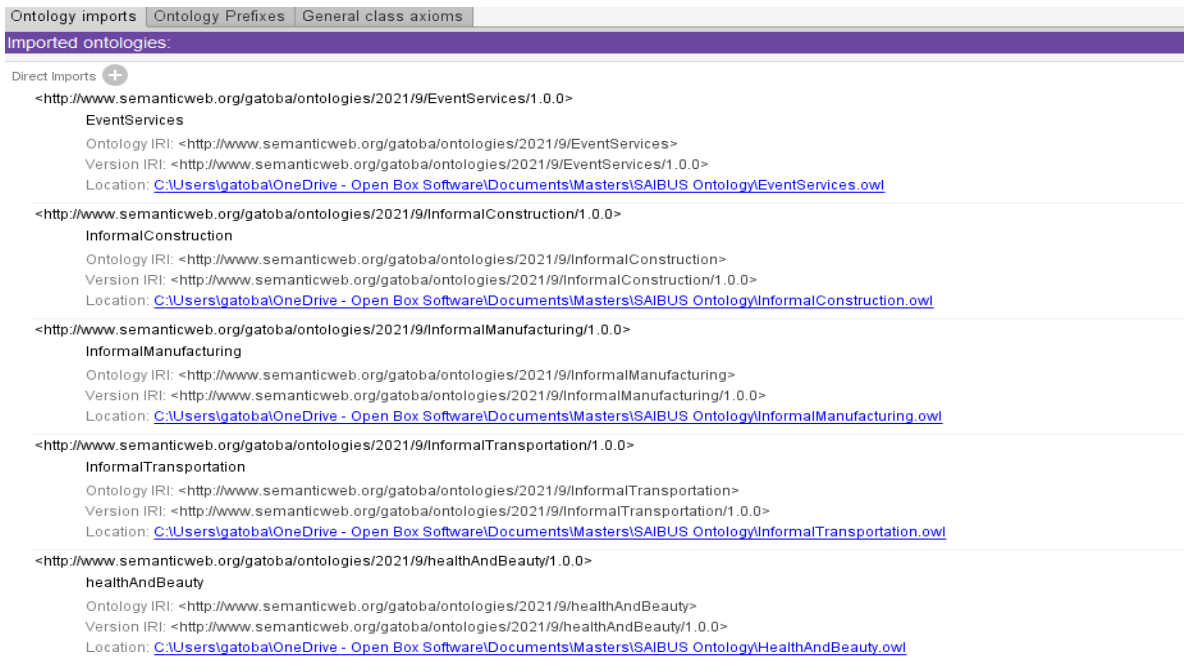 Ontology imports Ontology Prefixes General class axioms
Imported ontologies:
Direct Imports
<http://www.semanticweb.org/gatoba/ontologies/2021/9/EventServices/1.0.0>
EventServices
Ontology IRI: <http://www.semanticweb.org/gatoba/ontologies/2021/9/EventServices>
Version IRI: <http://www.semanticweb.org/gatoba/ontologies/2021/9/EventServices/1.0.0>
Location: C:\Users\gatoba\OneDrive - Open Box Software\Documents\Masters\SAIBUS Ontology\EventServices.owl
<http://www.semanticweb.org/gatoba/ontologies/2021/9/InformalConstruction/1.0.0>
InformalConstruction
Ontology IRI: <http://www.semanticweb.org/gatoba/ontologies/2021/9/InformalConstruction>
Version IRI: <http://www.semanticweb.org/gatoba/ontologies/2021/9/InformalConstruction/1.0.0>
Location: C:\Users\gatoba\OneDrive - Open Box Software\Documents\Masters\SAIBUS Ontology\InformalConstruction.owl
<http://www.semanticweb.org/gatoba/ontologies/2021/9/InformalManufacturing/1.0.0>
InformalManufacturing
Ontology IRI: <http://www.semanticweb.org/gatoba/ontologies/2021/9/InformalManufacturing>
Version IRI: <http://www.semanticweb.org/gatoba/ontologies/2021/9/InformalManufacturing/1.0.0>
Location: C:\Users\gatoba\OneDrive - Open Box Software\Documents\Masters\SAIBUS Ontology\InformalManufacturing.owl
<http://www.semanticweb.org/gatoba/ontologies/2021/9/InformalTransportation/1.0.0>
InformalTransportation
Ontology IRI: <http://www.semanticweb.org/gatoba/ontologies/2021/9/InformalTransportation>
Version IRI: <http://www.semanticweb.org/gatoba/ontologies/2021/9/InformalTransportation/1.0.0>
Location: C:\Users\gatoba\OneDrive - Open Box Software\Documents\Masters\SAIBUS Ontology\InformalTransportation.owl
<http://www.semanticweb.org/gatoba/ontologies/2021/9/healthAndBeauty/1.0.0>
healthAndBeauty
Ontology IRI: <http://www.semanticweb.org/gatoba/ontologies/2021/9/healthAndBeauty>
Version IRI: <http://www.semanticweb.org/gatoba/ontologies/2021/9/healthAndBeauty/1.0.0>
Location: C:\Users\gatoba\OneDrive - Open Box Software\Documents\Masters\SAIBUS Ontology\HealthAndBeauty.owl